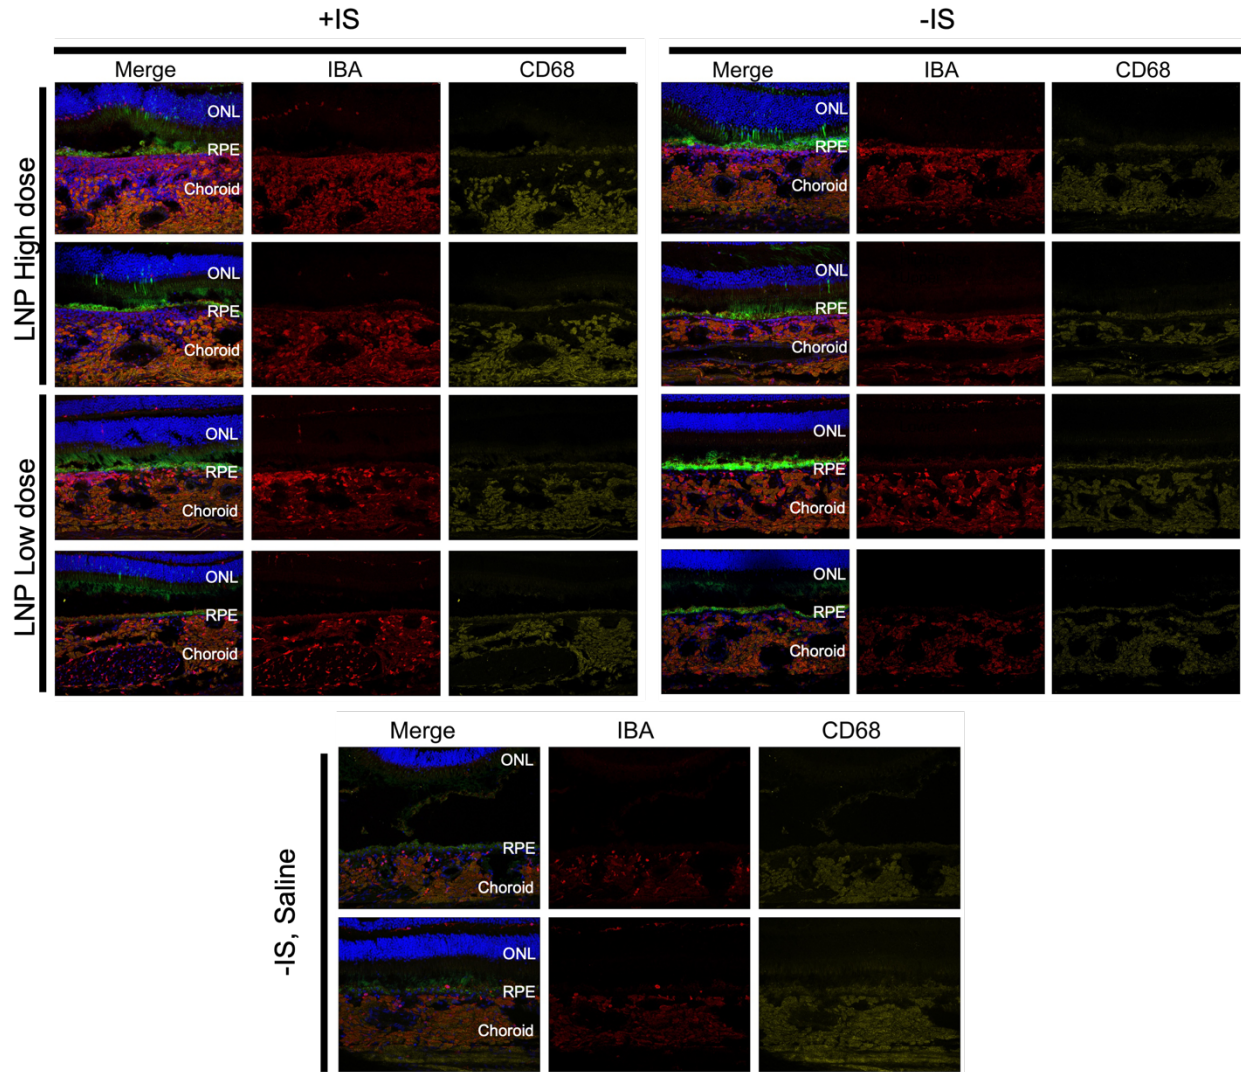 +IS
-IS
Merge IBA CD68
Merge IBA CD68
LNP High dose
ONL
RPE
Choroid
ONL
RPE
Choroid
ONL
RPE
Choroid
ONL
RPE
Choroid
LNP Low dose
ONL
RPE
Choroid
ONL
RPE
Choroid
ONL
RPE
Choroid
ONL
RPE
Choroid
Merge IBA CD68
-IS, Saline
ONL
RPE
Choroid
ONL
RPE
Choroid